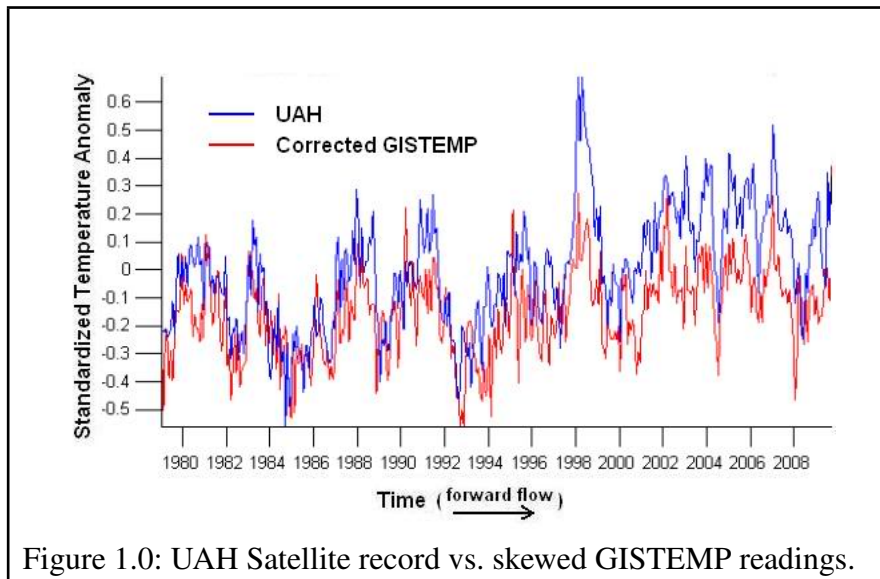 Standardized Temperature Anomaly
0.6
0.5
0.4
0.3
0.2
0.1
0
-0.1
-0.2
-0.3
-0.4
-0.5
UAH
Corrected GISTEMP
1980 1982 1984 1986 1988 1990 1992 1994 1996 1998 2000 2002 2004 2006 2008
Time ( forward flow )
Figure 1.0: UAH Satellite record vs. skewed GISTEMP readings.